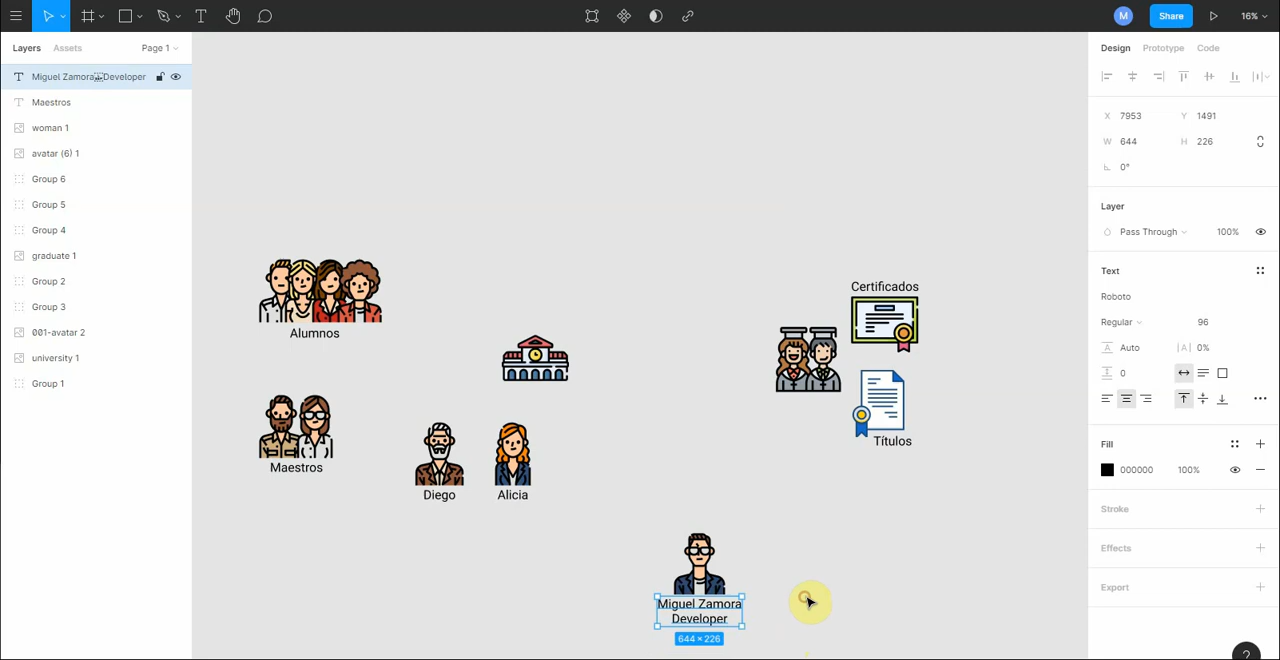 M
Share
16%
Layers
Assets
Page 1
Design
Prototype
Code
Miguel Zamora Developer
Maestros
woman 1
avatar (6) 1
Group 6
Group 5
Group 4
graduate 1
Group 2
Group 3
001-avatar 2
university 1
Group 1
Alumnos
Maestros
Diego
Alicia
Certificados
Títulos
Miguel Zamora
Developer
644 × 226
X 7953 Y 1491
W 644 H 226
0°
Layer
Pass Through 100%
Text
Roboto
Regular 96
A Auto |A| 0%
0
Fill
000000 100%
Stroke
Effects
Export
?